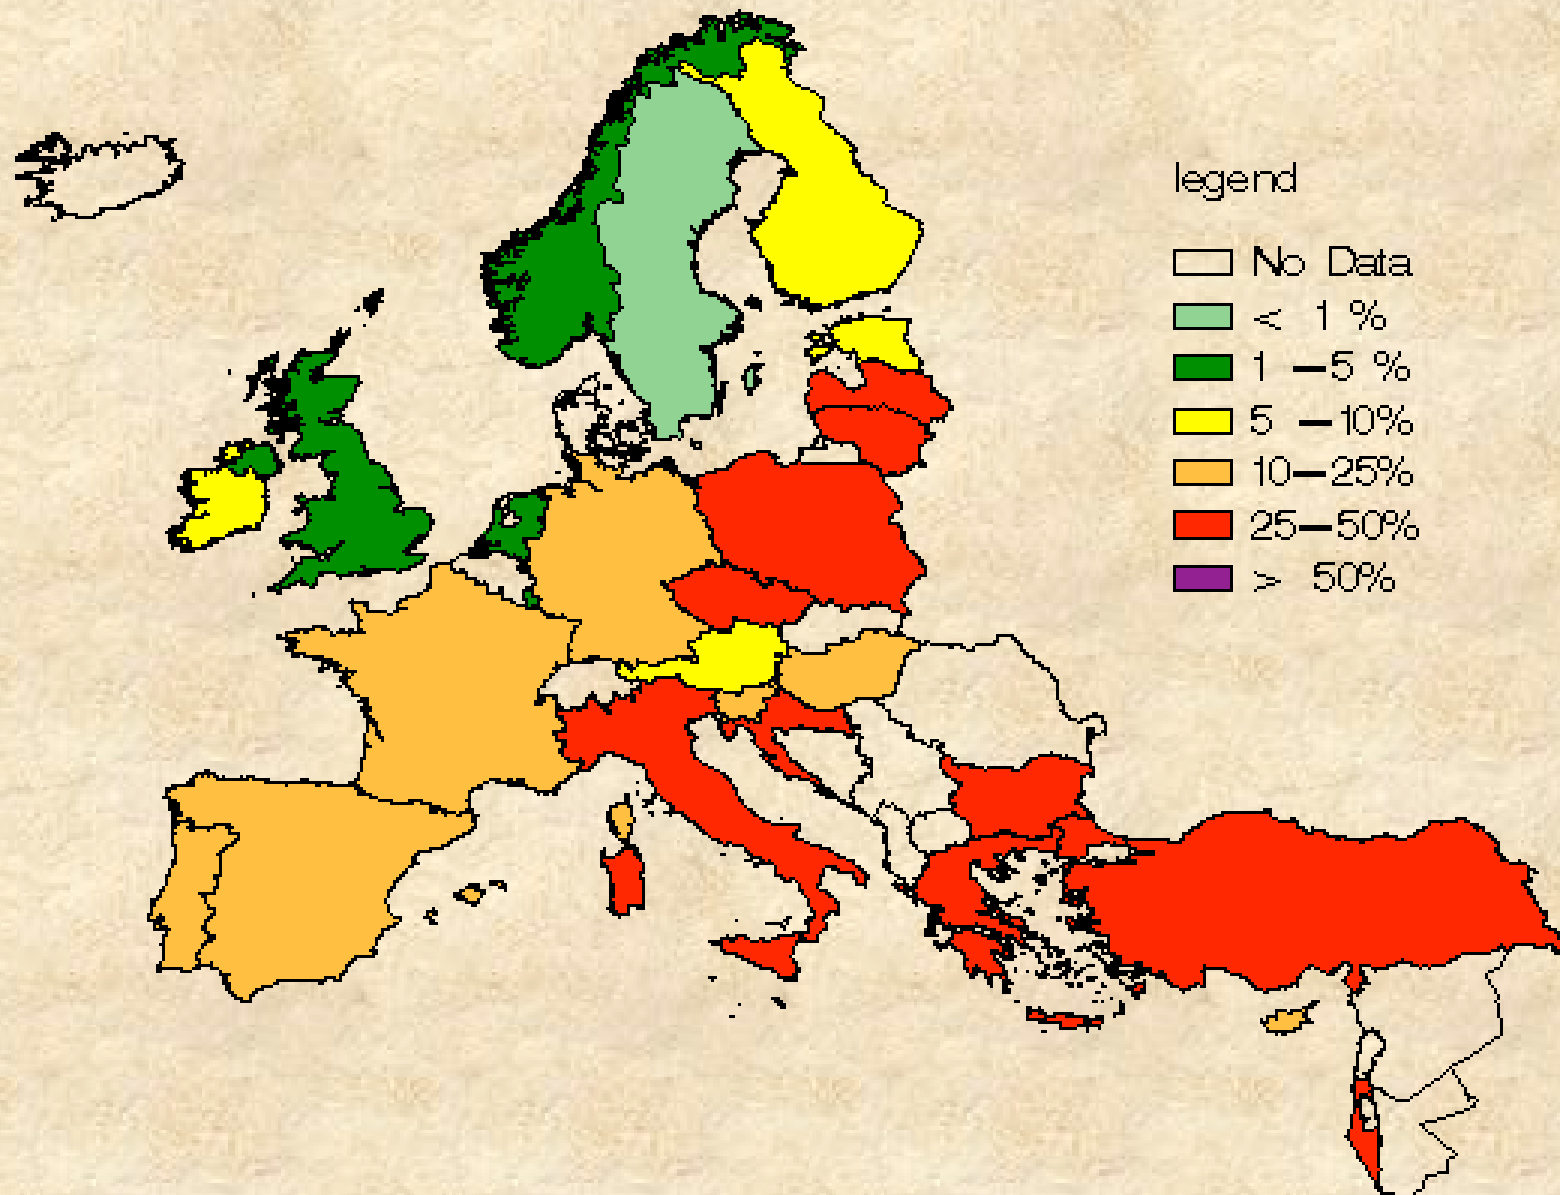 legend
No Data
< 1 %
1 –5 %
5 –10%
10–25%
25–50%
> 50%